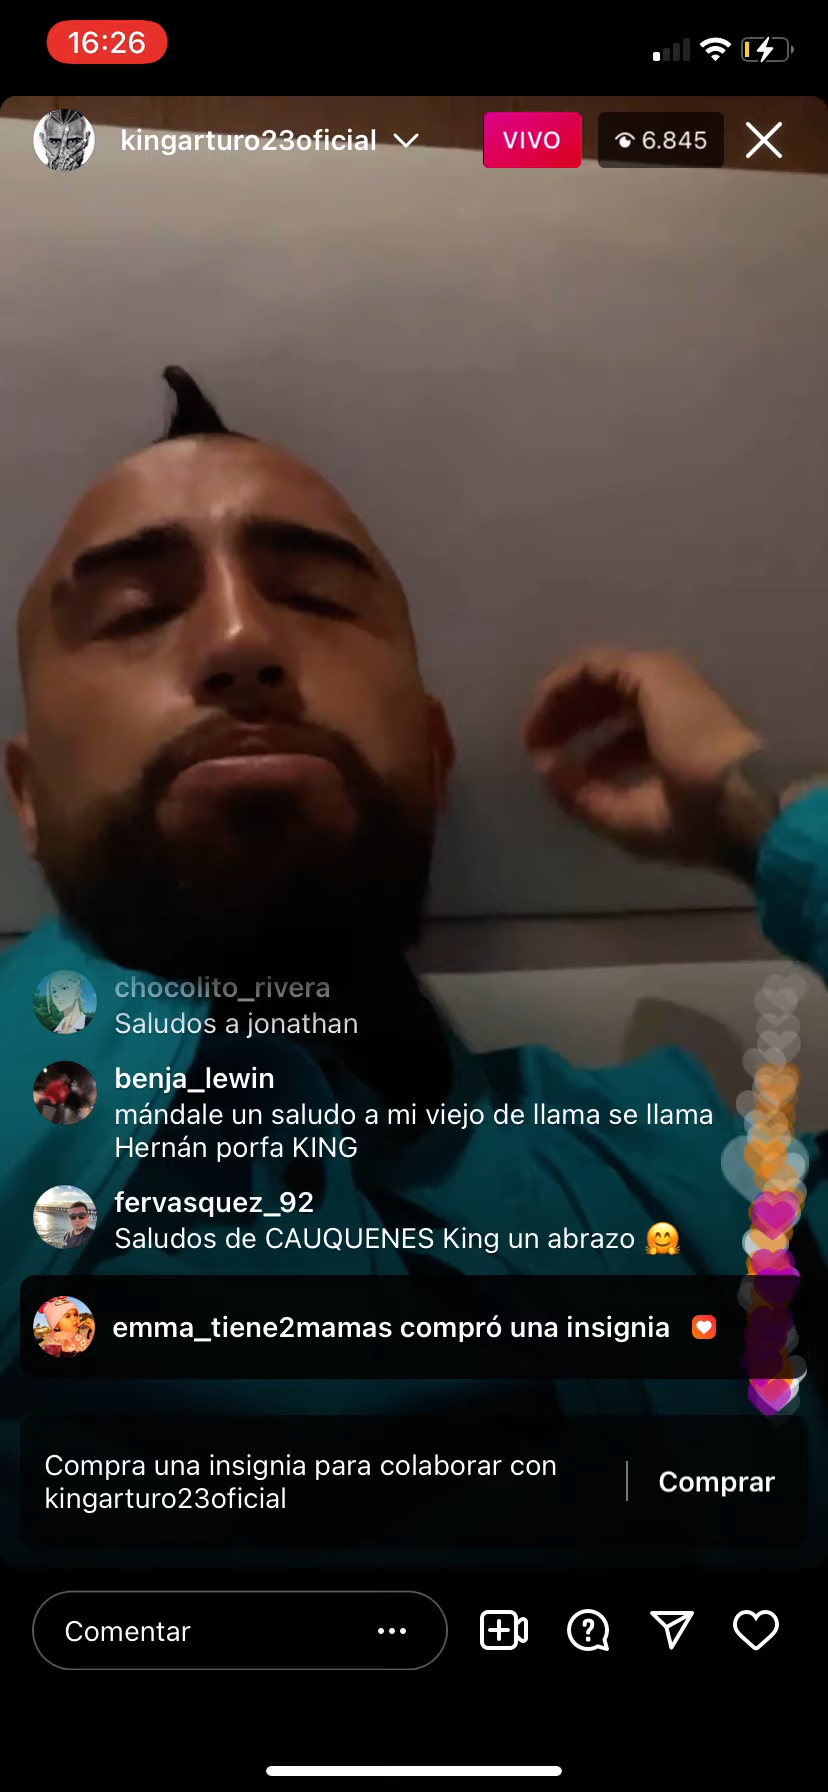 16:26
kingarturo23oficial
VIVO
6.845
chocolito_rivera
Saludos a jonathan
benja_lewin
mándale un saludo a mi viejo de llama se llama
Hernán porfa KING
fervasquez_92
Saludos de CAUQUENES King un abrazo 🤗
emma_tiene2mamas compró una insignia
Compra una insignia para colaborar con
kingarturo23oficial
Comprar
Comentar